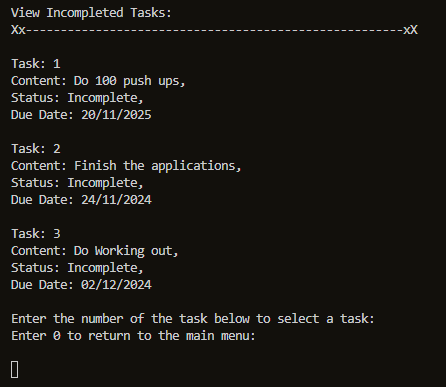 View Incompleted Tasks:
Xx------------------------------------------------------xX
Task: 1
Content: Do 100 push ups,
Status: Incomplete,
Due Date: 20/11/2025
Task: 2
Content: Finish the applications,
Status: Incomplete,
Due Date: 24/11/2024
Task: 3
Content: Do Working out,
Status: Incomplete,
Due Date: 02/12/2024
Enter the number of the task below to select a task:
Enter 0 to return to the main menu: